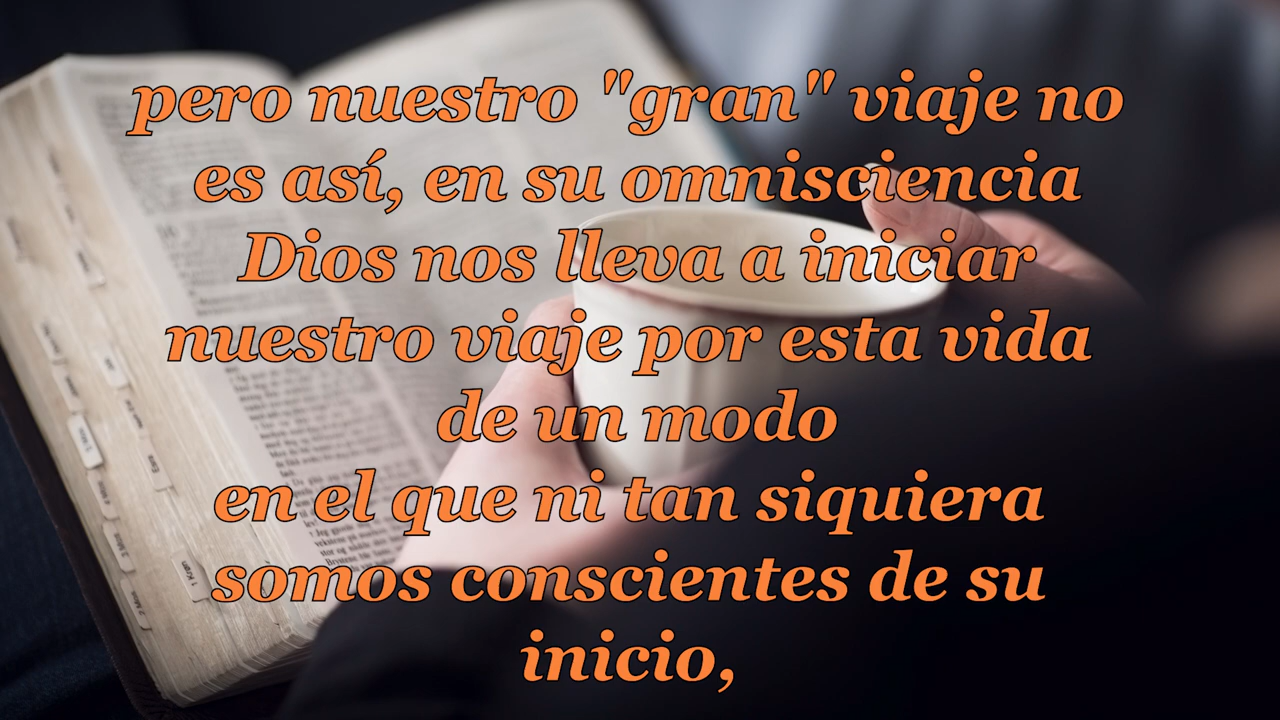 pero nuestro "gran" viaje no
es así, en su omnisciencia
Dios nos lleva a iniciar
nuestro viaje por esta vida
de un modo
en el que ni tan siquiera
somos conscientes de su
inicio,